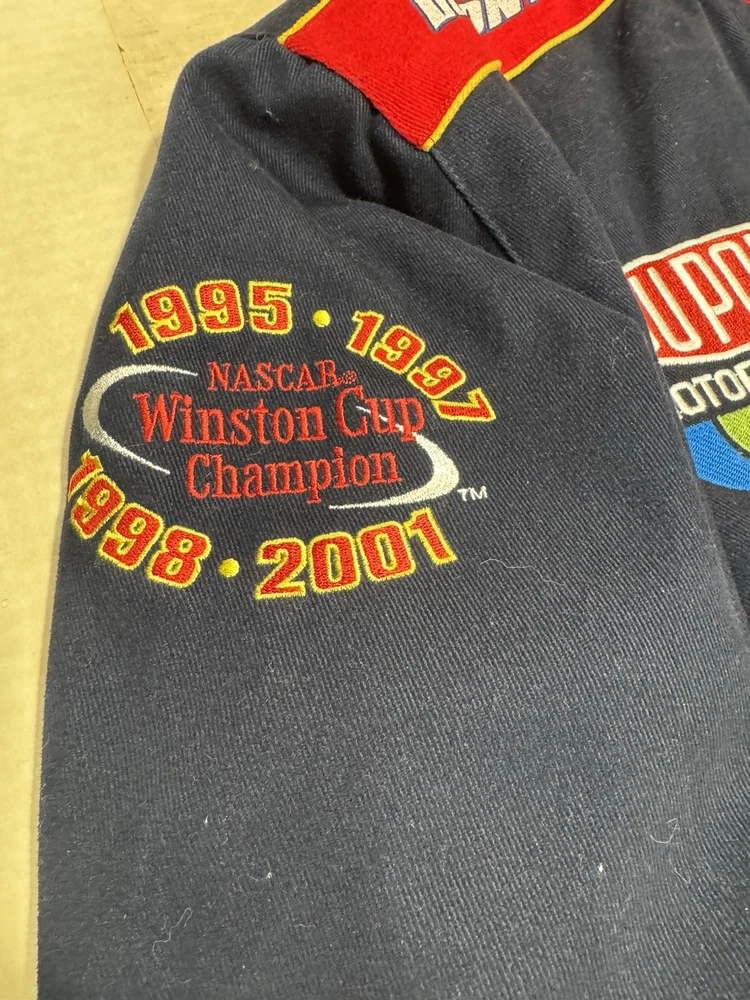 1995 · 1997
NASCAR®
Winston Cup
Champion
TM
1998 · 2001